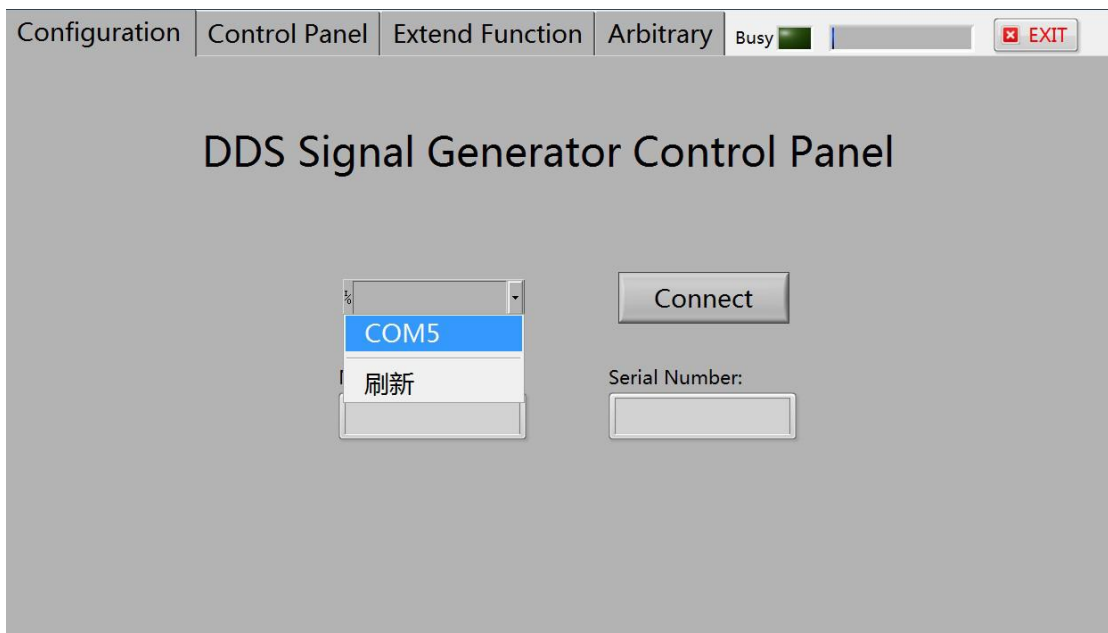 Configuration Control Panel Extend Function Arbitrary Busy EXIT
DDS Signal Generator Control Panel
Connect
COM5
刷新
Serial Number: